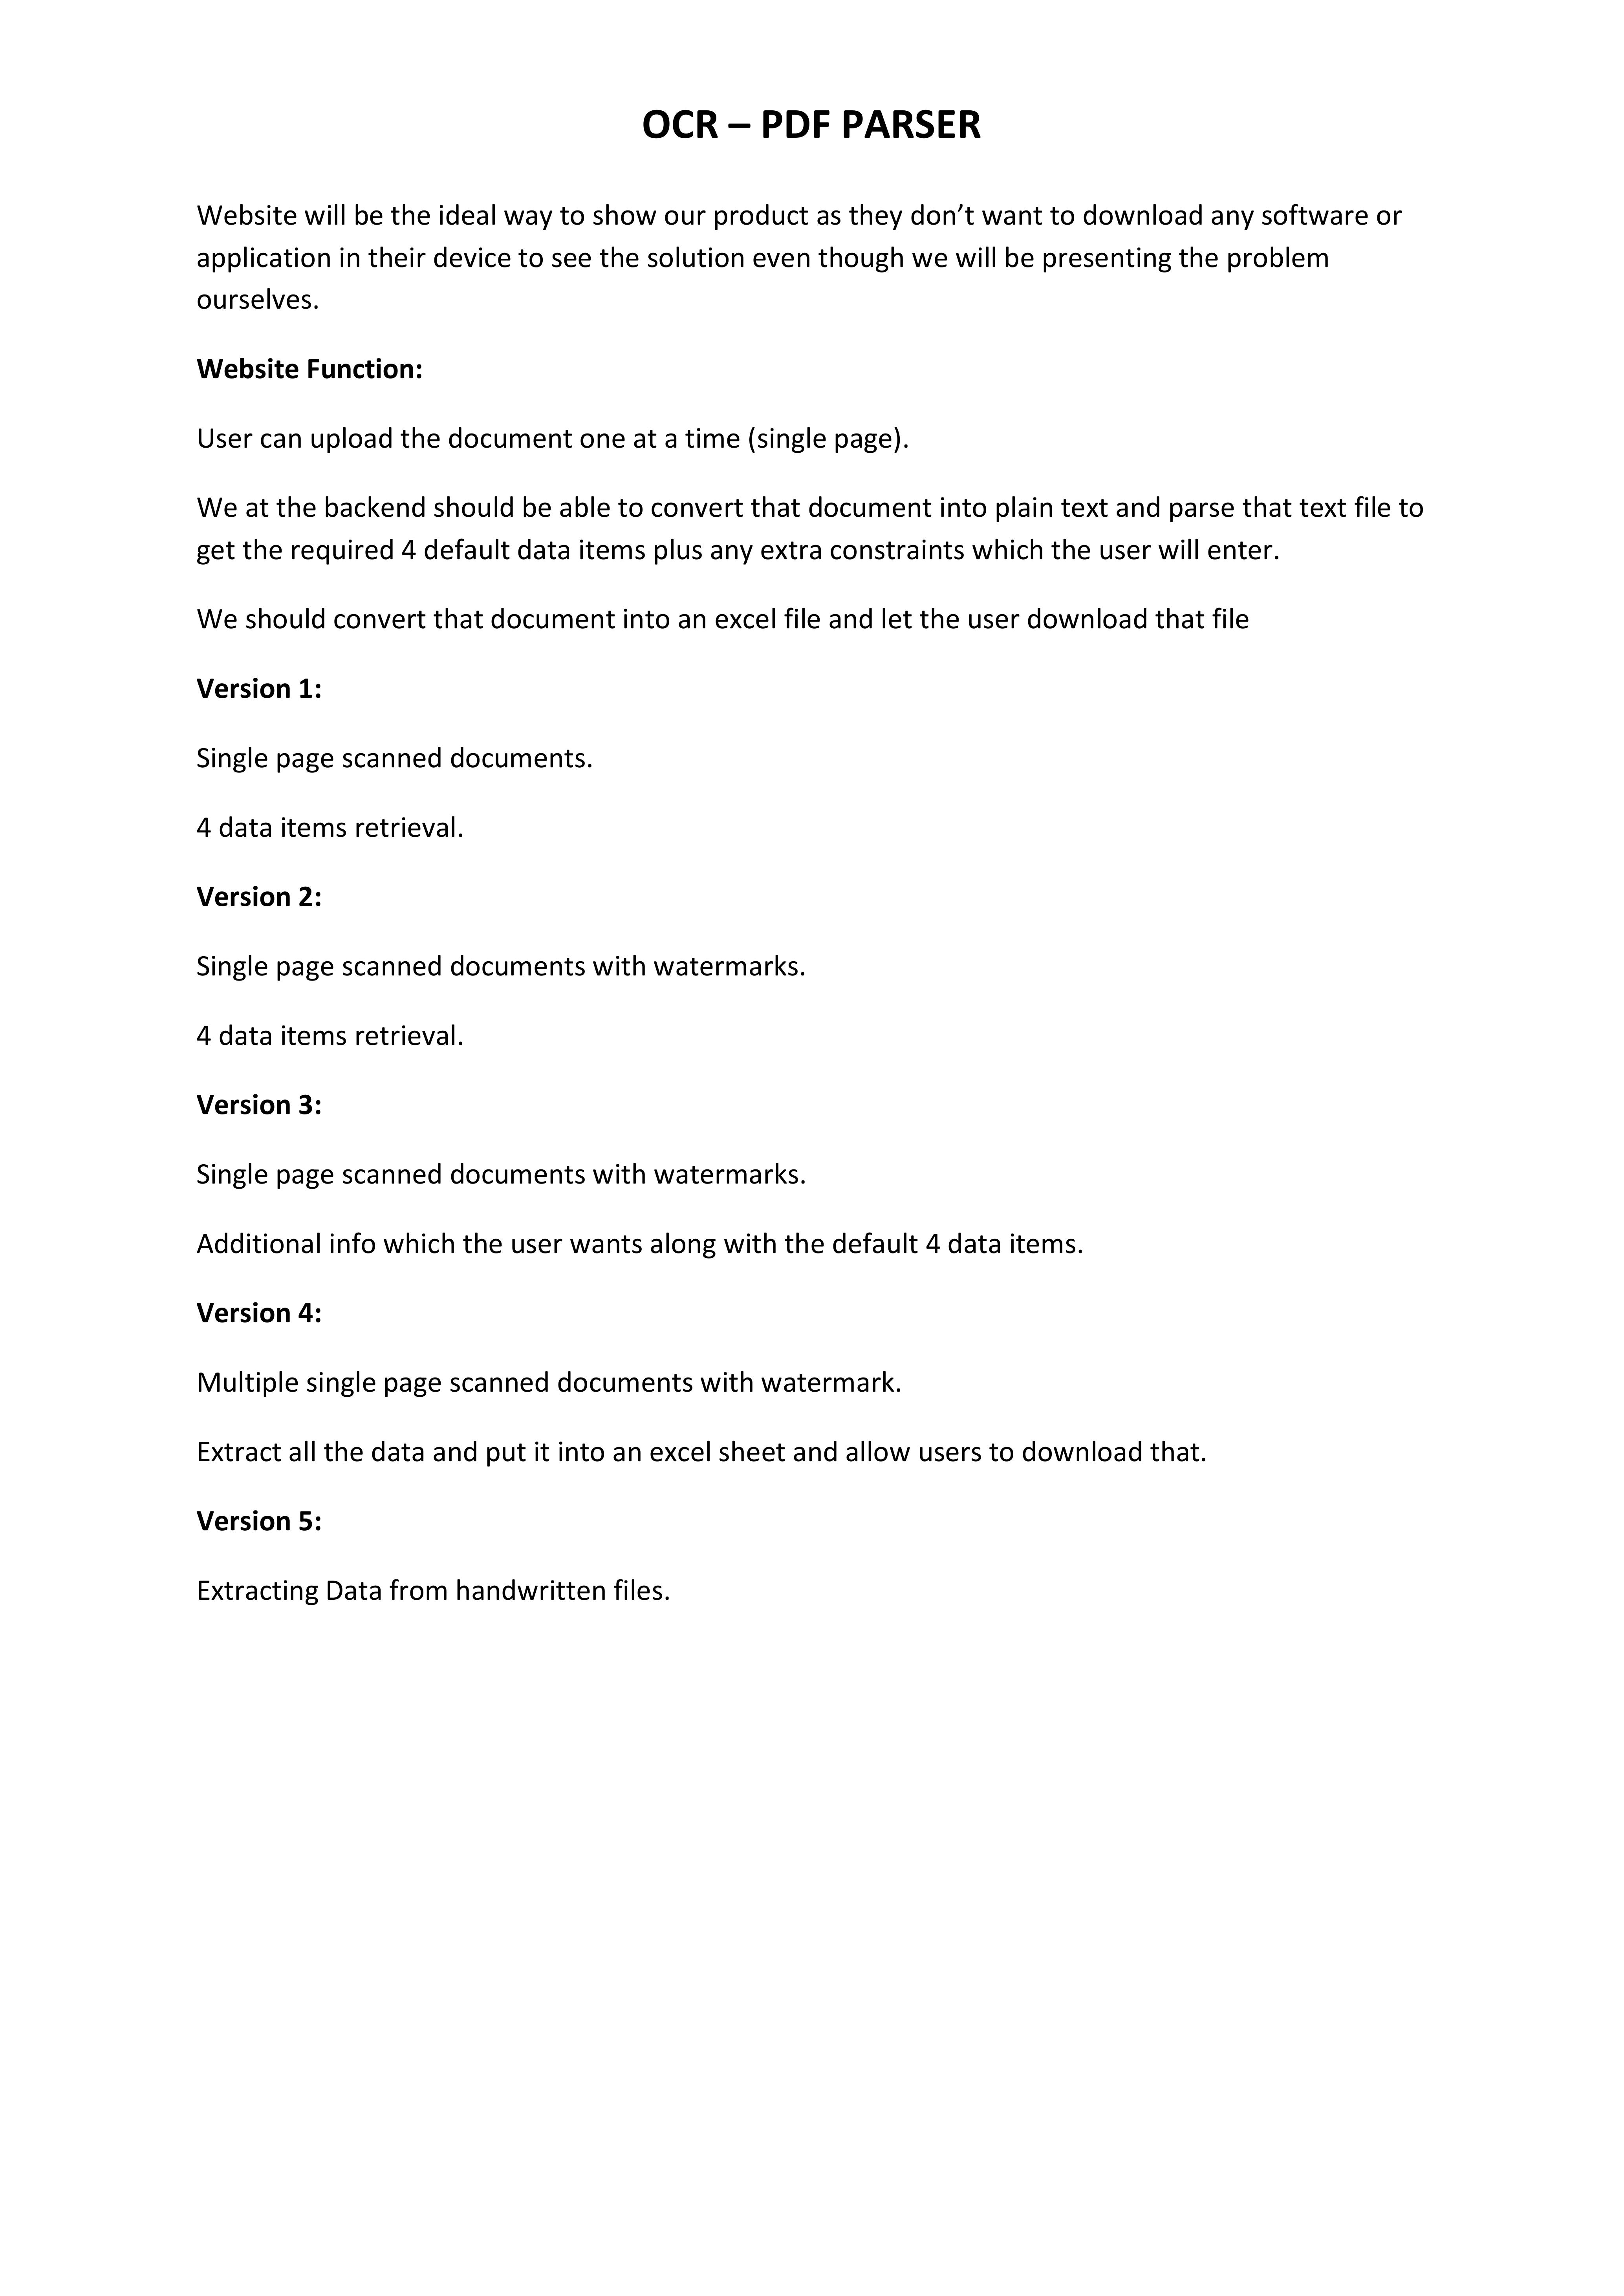 OCR – PDF PARSER
Website will be the ideal way to show our product as they don’t want to download any software or
application in their device to see the solution even though we will be presenting the problem
ourselves.
Website Function:
User can upload the document one at a time (single page).
We at the backend should be able to convert that document into plain text and parse that text file to
get the required 4 default data items plus any extra constraints which the user will enter.
We should convert that document into an excel file and let the user download that file
Version 1:
Single page scanned documents.
4 data items retrieval.
Version 2:
Single page scanned documents with watermarks.
4 data items retrieval.
Version 3:
Single page scanned documents with watermarks.
Additional info which the user wants along with the default 4 data items.
Version 4:
Multiple single page scanned documents with watermark.
Extract all the data and put it into an excel sheet and allow users to download that.
Version 5:
Extracting Data from handwritten files.